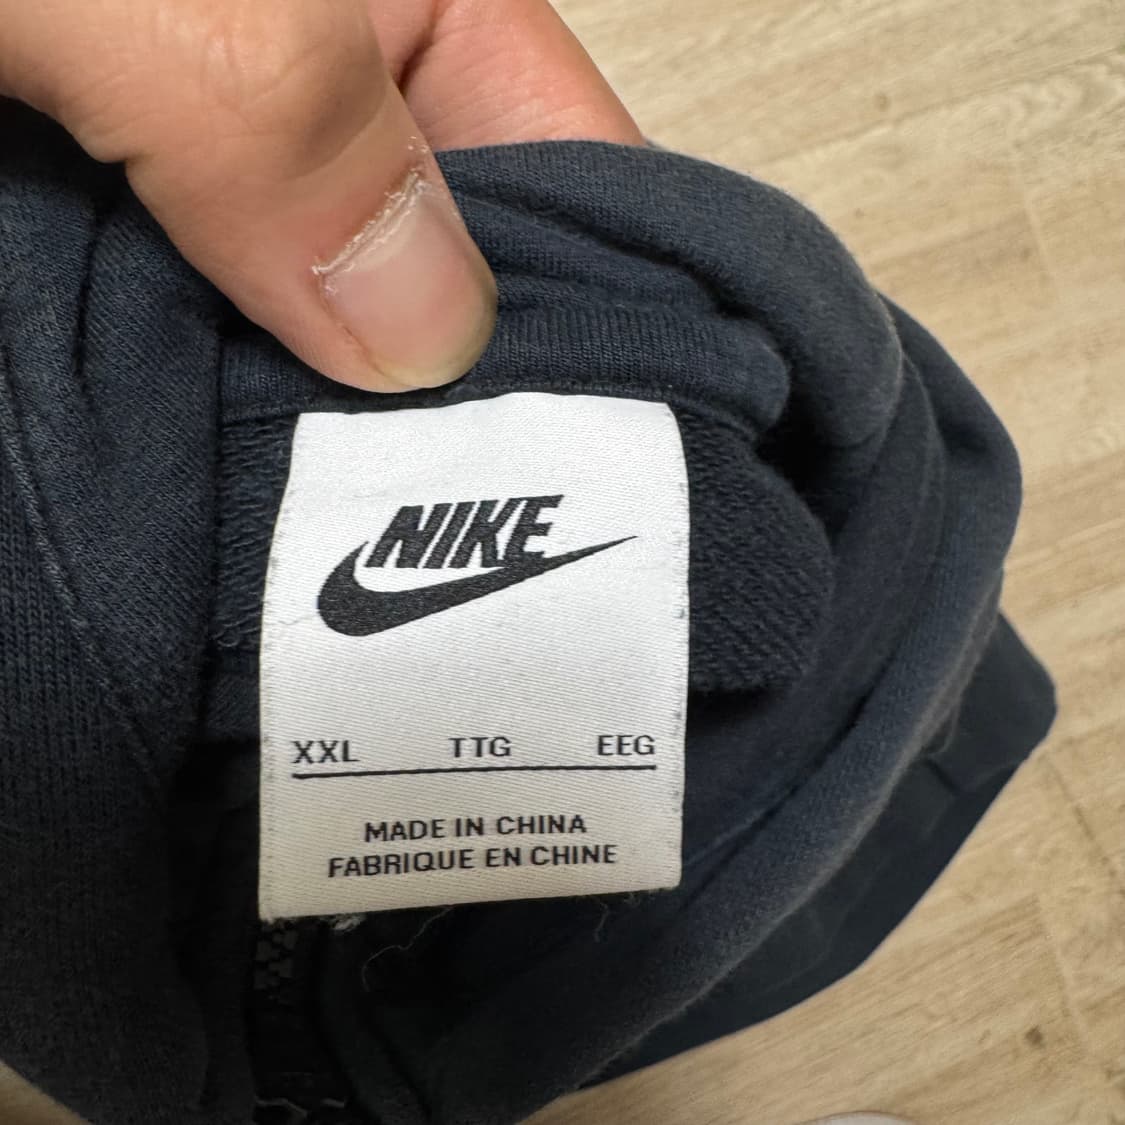 NIKE
XXL TTG EEG
MADE IN CHINA
FABRIQUE EN CHINE